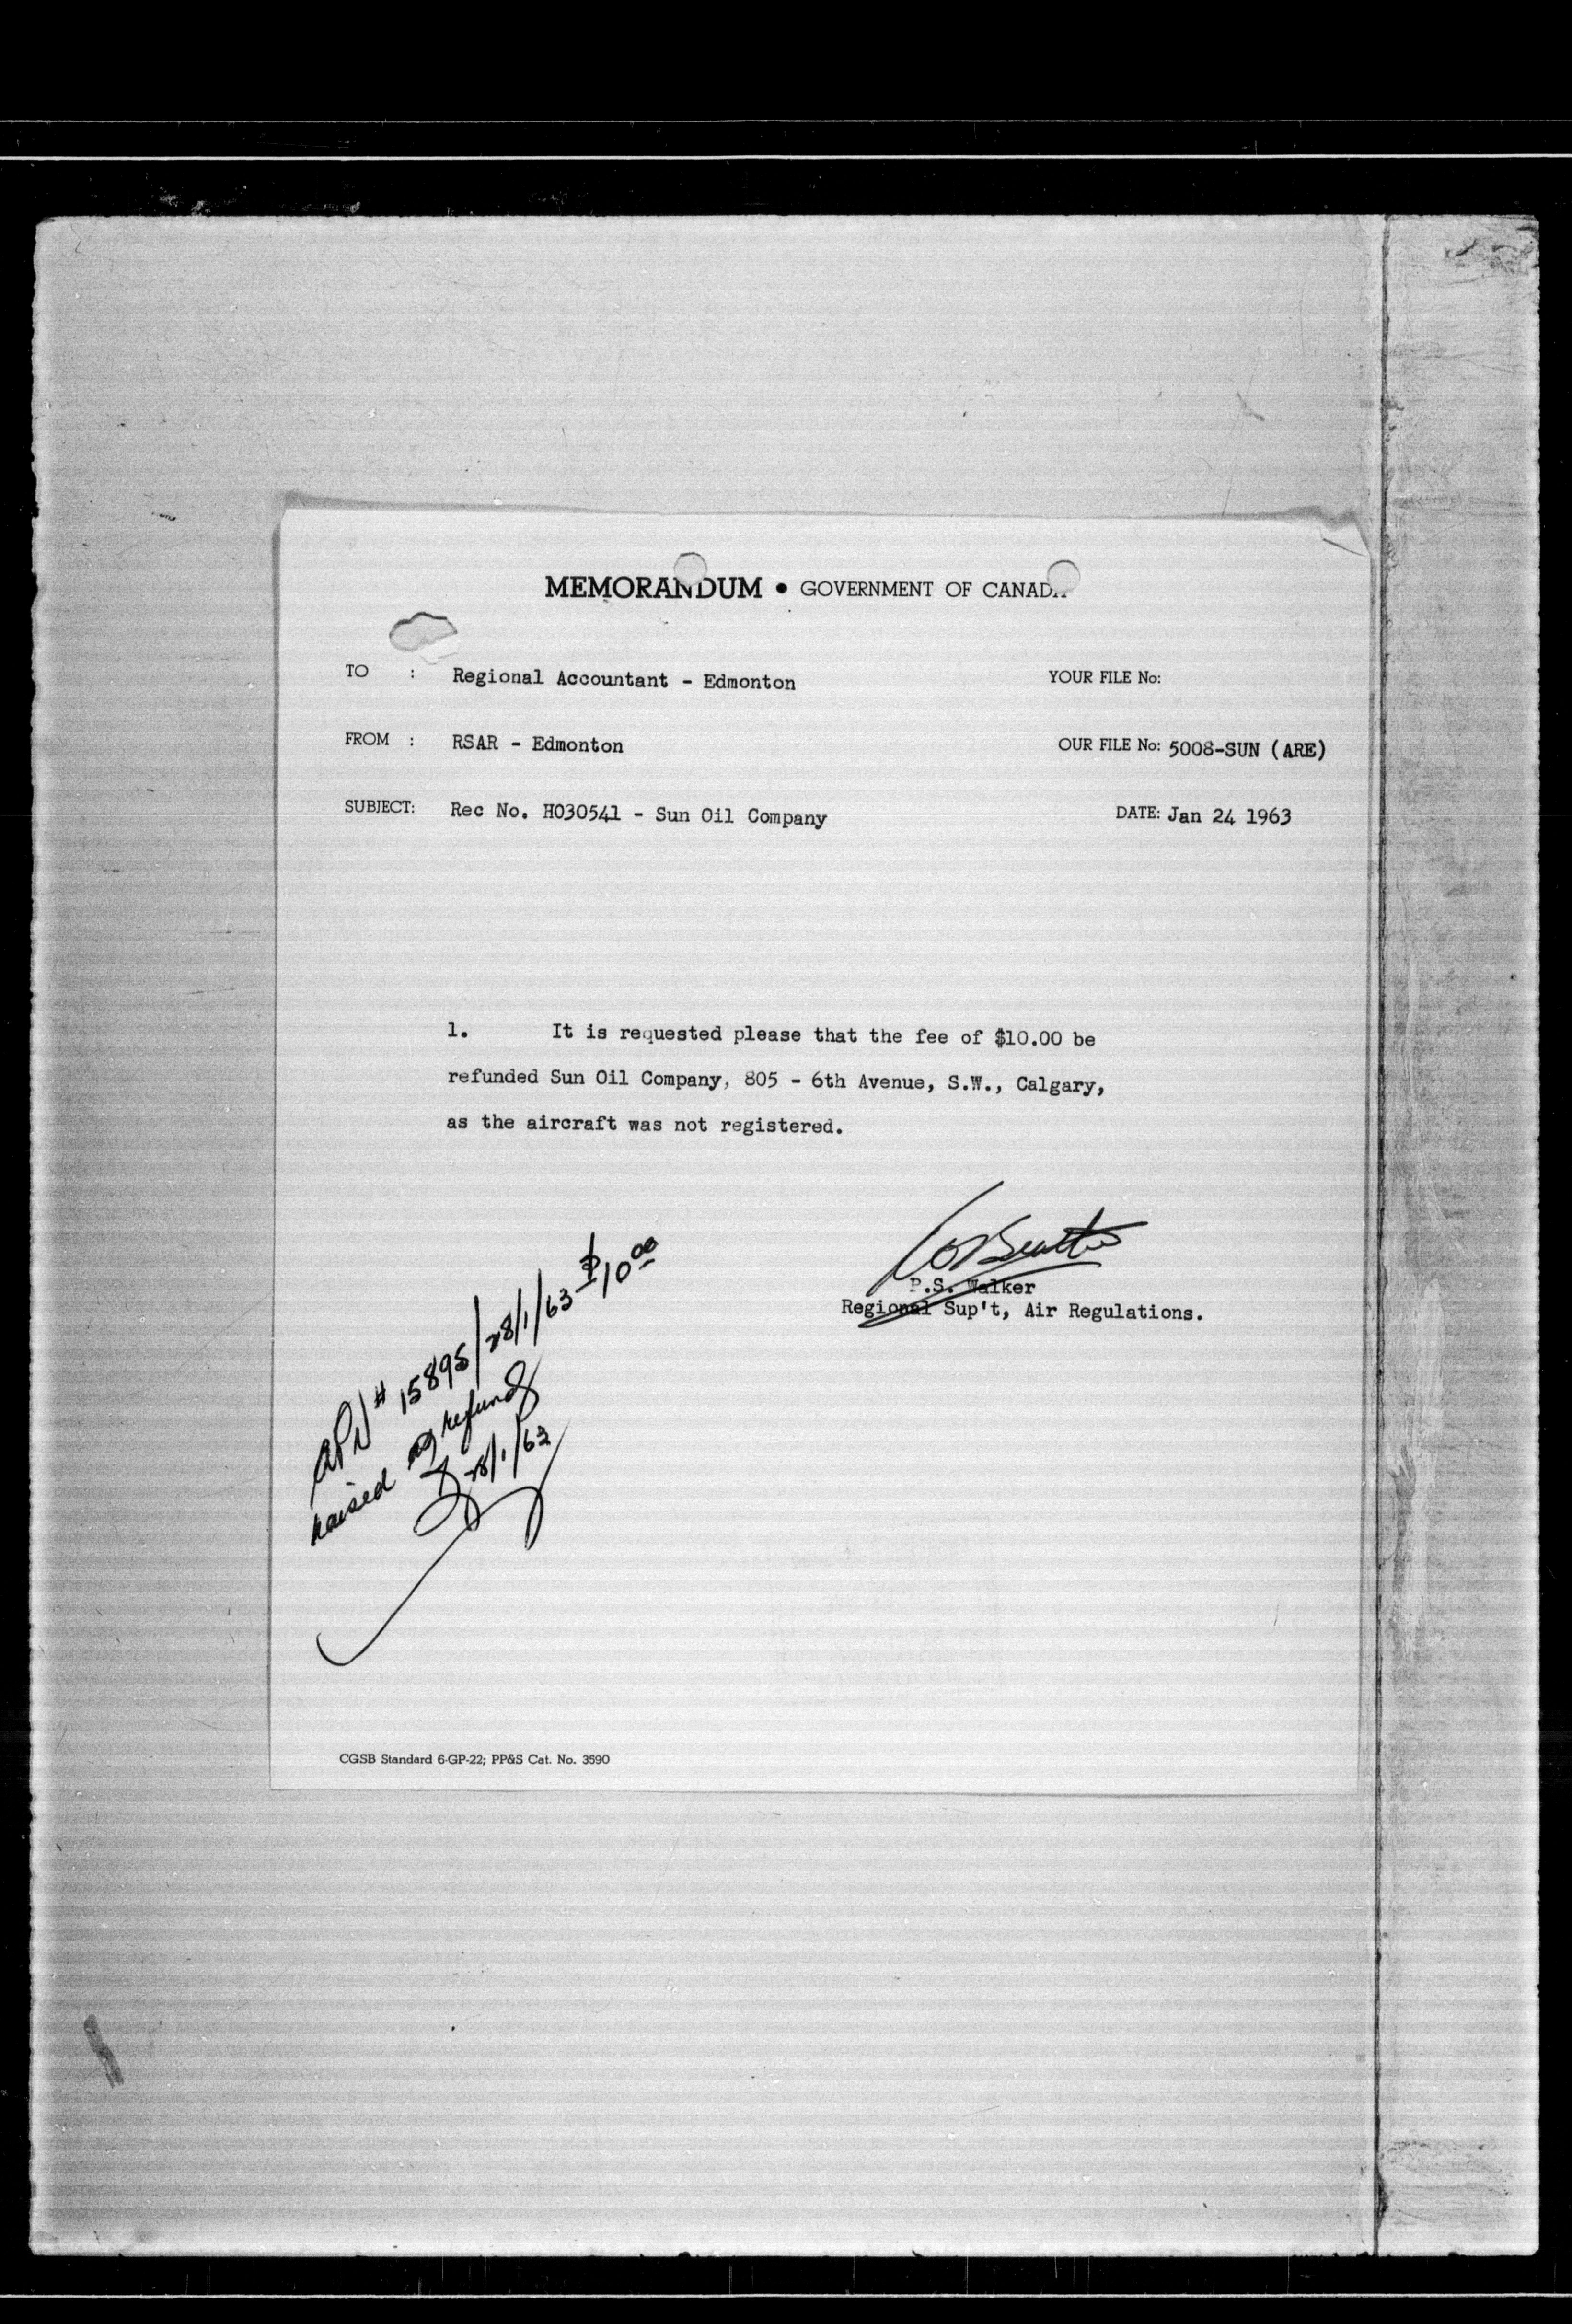 MEMORANDUM • GOVERNMENT OF CANADA
TO : Regional Accountant - Edmonton YOUR FILE No:
FROM : RSAR - Edmonton OUR FILE No: 5008-SUN (ARE)
SUBJECT: Rec No. H030541 - Sun Oil Company DATE: Jan 24 1963
1. It is requested please that the fee of $10.00 be
refunded Sun Oil Company, 805 - 6th Avenue, S.W., Calgary,
as the aircraft was not registered.
P.S. Walker
Regional Sup't, Air Regulations.
# 15895/28/1/63 $10 00
raised refund
28/1/63
CGSB Standard 6-GP-22; PP&S Cat. No. 3590